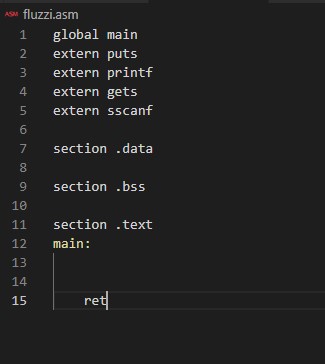 ASM fluzzi.asm
1 global main
2 extern puts
3 extern printf
4 extern gets
5 extern sscanf
6
7 section .data
8
9 section .bss
10
11 section .text
12 main:
13
14
15 ret